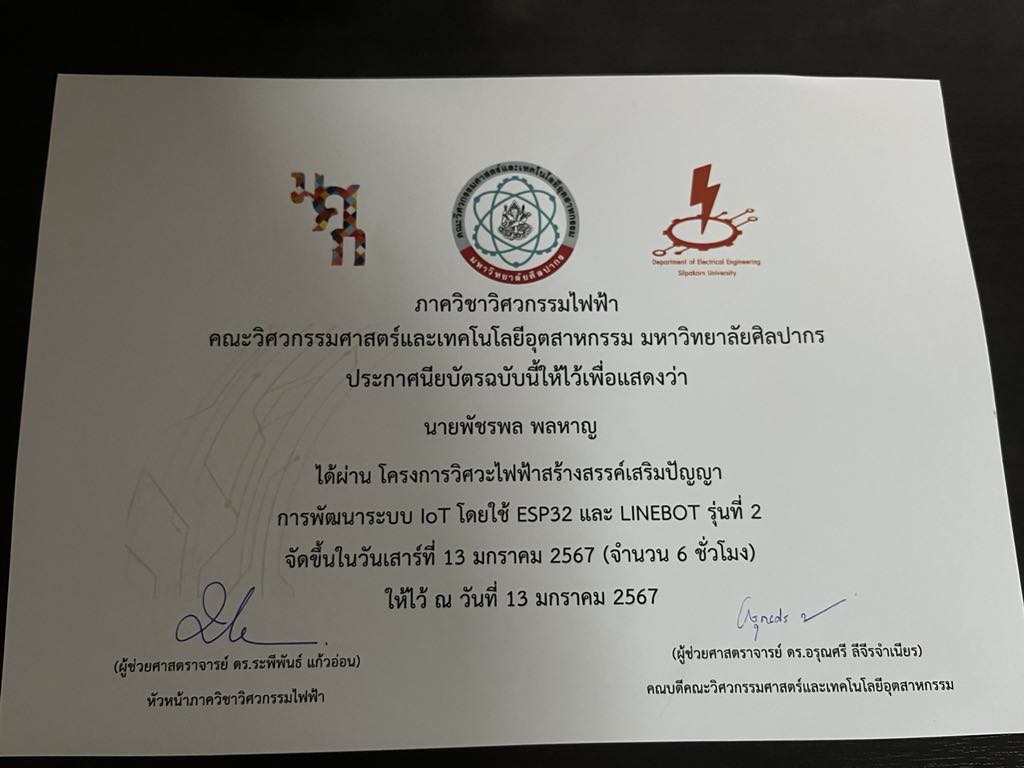 มศก
คณะวิศวกรรมศาสตร์และเทคโนโลยีอุตสาหกรรม
มหาวิทยาลัยศิลปากร
Department of Electrical Engineering
Silpakorn University
ภาควิชาวิศวกรรมไฟฟ้า
คณะวิศวกรรมศาสตร์และเทคโนโลยีอุตสาหกรรม มหาวิทยาลัยศิลปากร
ประกาศนียบัตรฉบับนี้ให้ไว้เพื่อแสดงว่า
นายพัชรพล พลหาญ
ได้ผ่าน โครงการวิศวะไฟฟ้าสร้างสรรค์เสริมปัญญา
การพัฒนาระบบ IoT โดยใช้ ESP32 และ LINEBOT รุ่นที่ 2
จัดขึ้นในวันเสาร์ที่ 13 มกราคม 2567 (จำนวน 6 ชั่วโมง)
ให้ไว้ ณ วันที่ 13 มกราคม 2567
(ผู้ช่วยศาสตราจารย์ ดร.ระพีพันธ์ แก้วอ่อน)
หัวหน้าภาควิชาวิศวกรรมไฟฟ้า
(ผู้ช่วยศาสตราจารย์ ดร.อรุณศรี ลีจีรจำเนียร)
คณบดีคณะวิศวกรรมศาสตร์และเทคโนโลยีอุตสาหกรรม